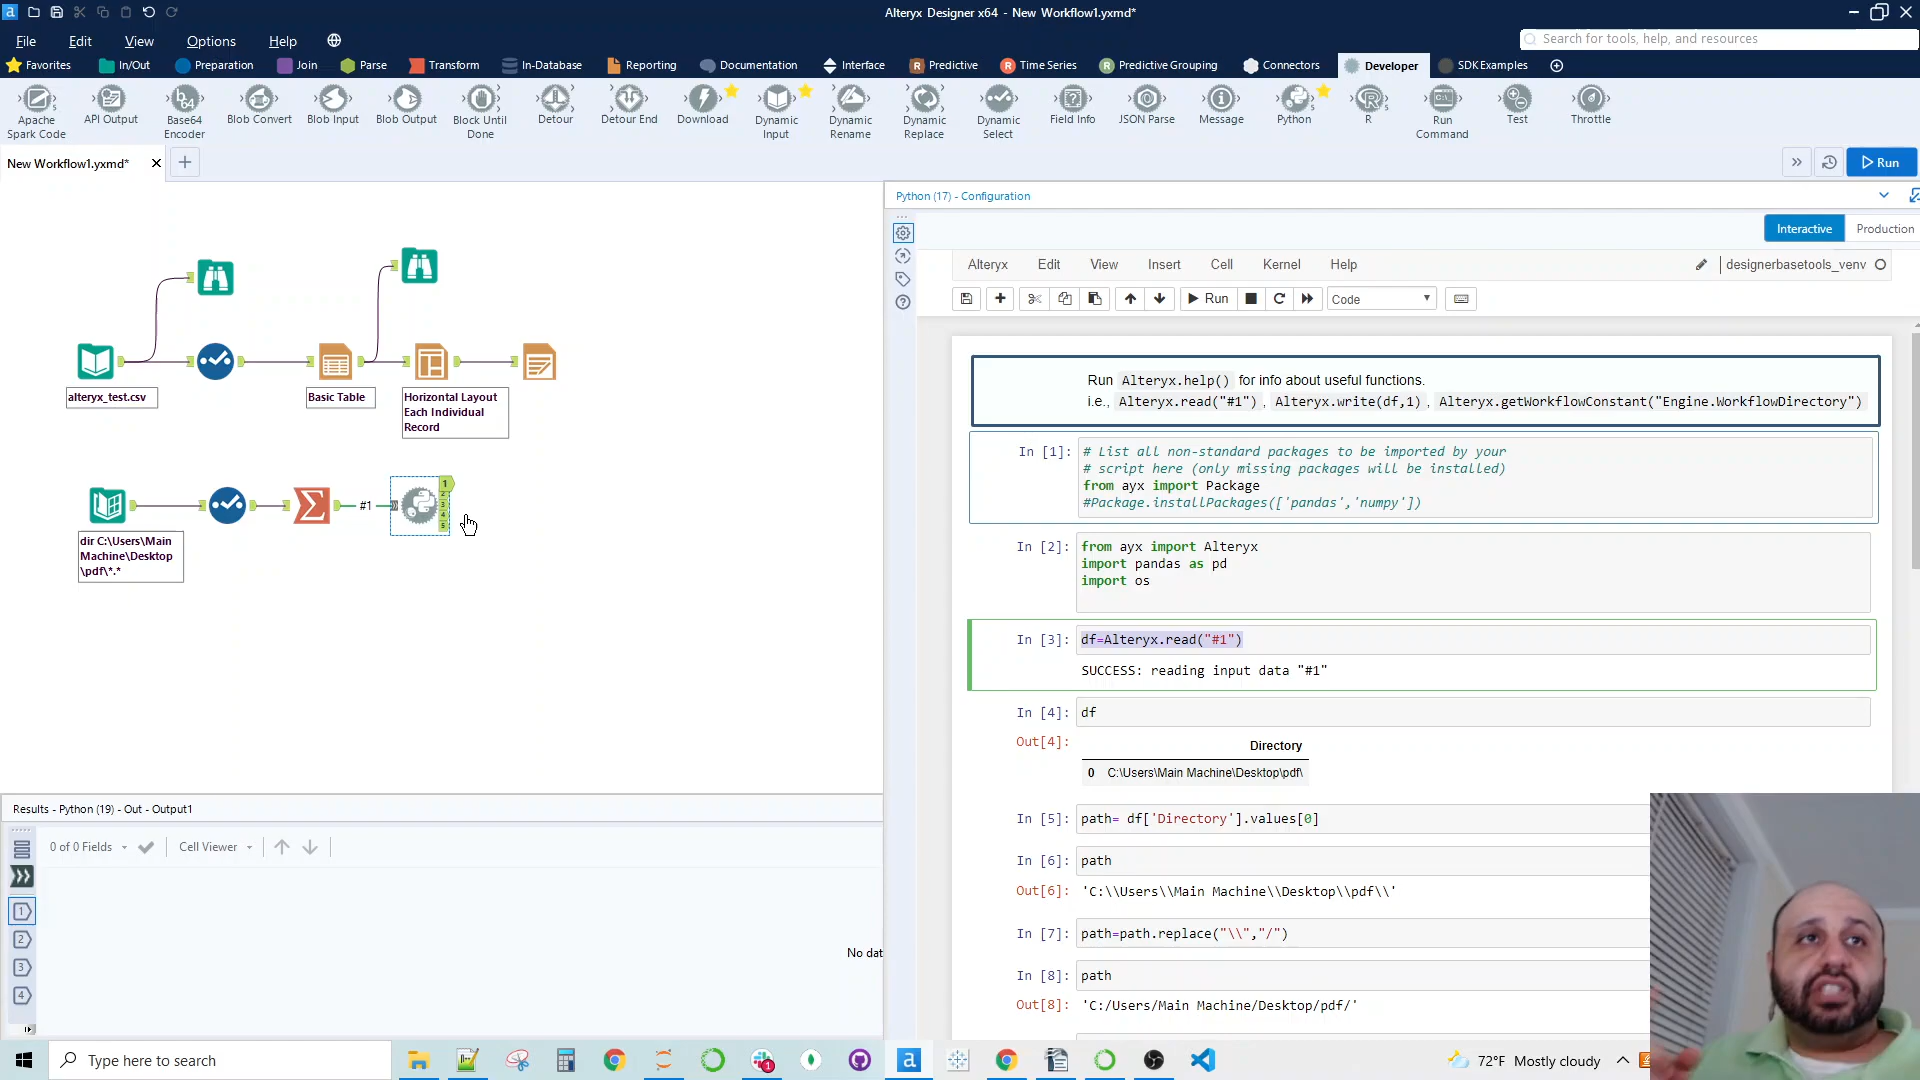 Alteryx Designer x64 - New Workflow1.yxmd*
File Edit View Options Help
Search for tools, help, and resources
Favorites In/Out Preparation Join Parse Transform In-Database Reporting Documentation Interface Predictive Time Series Predictive Grouping Connectors Developer SDK Examples
Apache Spark Code
API Output
Base64 Encoder
Blob Convert
Blob Input
Blob Output
Block Until Done
Detour
Detour End
Download
Dynamic Input
Dynamic Rename
Dynamic Replace
Dynamic Select
Field Info
JSON Parse
Message
Python
R
Run Command
Test
Throttle
New Workflow1.yxmd*
Run
Python (17) - Configuration
Interactive Production
Alteryx Edit View Insert Cell Kernel Help
designerbasetools_venv
Run Code
alteryx_test.csv
Basic Table
Horizontal Layout
Each Individual
Record
#1
1
2
3
4
5
dir C:\Users\Main
Machine\Desktop
\pdf\*.*
Run Alteryx.help() for info about useful functions.
i.e., Alteryx.read("#1") , Alteryx.write(df,1) , Alteryx.getWorkflowConstant("Engine.WorkflowDirectory")
In [1]: # List all non-standard packages to be imported by your
# script here (only missing packages will be installed)
from ayx import Package
#Package.installPackages(['pandas','numpy'])
In [2]: from ayx import Alteryx
import pandas as pd
import os
In [3]: df=Alteryx.read("#1")
SUCCESS: reading input data "#1"
In [4]: df
Out[4]:
Directory
0 C:\Users\Main Machine\Desktop\pdf\
In [5]: path= df['Directory'].values[0]
In [6]: path
Out[6]: 'C:\\Users\\Main Machine\\Desktop\\pdf\\'
In [7]: path=path.replace("\\","/")
In [8]: path
Out[8]: 'C:/Users/Main Machine/Desktop/pdf/'
Results - Python (19) - Out - Output1
0 of 0 Fields Cell Viewer
1
2
3
4
No dat
Type here to search
72°F Mostly cloudy